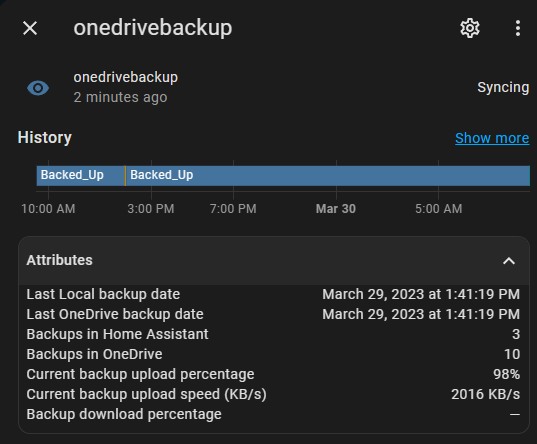 onedrivebackup
onedrivebackup
2 minutes ago
Syncing
History
Show more
Backed_Up Backed_Up
10:00 AM 3:00 PM 7:00 PM Mar 30 5:00 AM
Attributes
Last Local backup date March 29, 2023 at 1:41:19 PM
Last OneDrive backup date March 29, 2023 at 1:41:19 PM
Backups in Home Assistant 3
Backups in OneDrive 10
Current backup upload percentage 98%
Current backup upload speed (KB/s) 2016 KB/s
Backup download percentage —